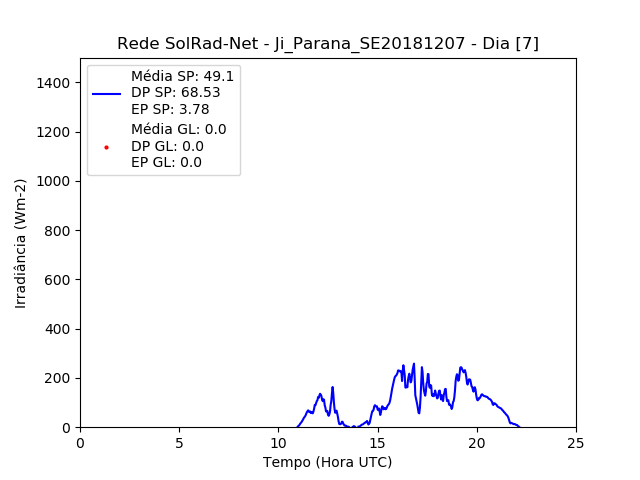 Rede SolRad-Net - Ji_Parana_SE20181207 - Dia [7]
Média SP: 49.1
DP SP: 68.53
EP SP: 3.78
Média GL: 0.0
DP GL: 0.0
EP GL: 0.0
Irradiância (Wm-2)
1400
1200
1000
800
600
400
200
0
0 5 10 15 20 25
Tempo (Hora UTC)